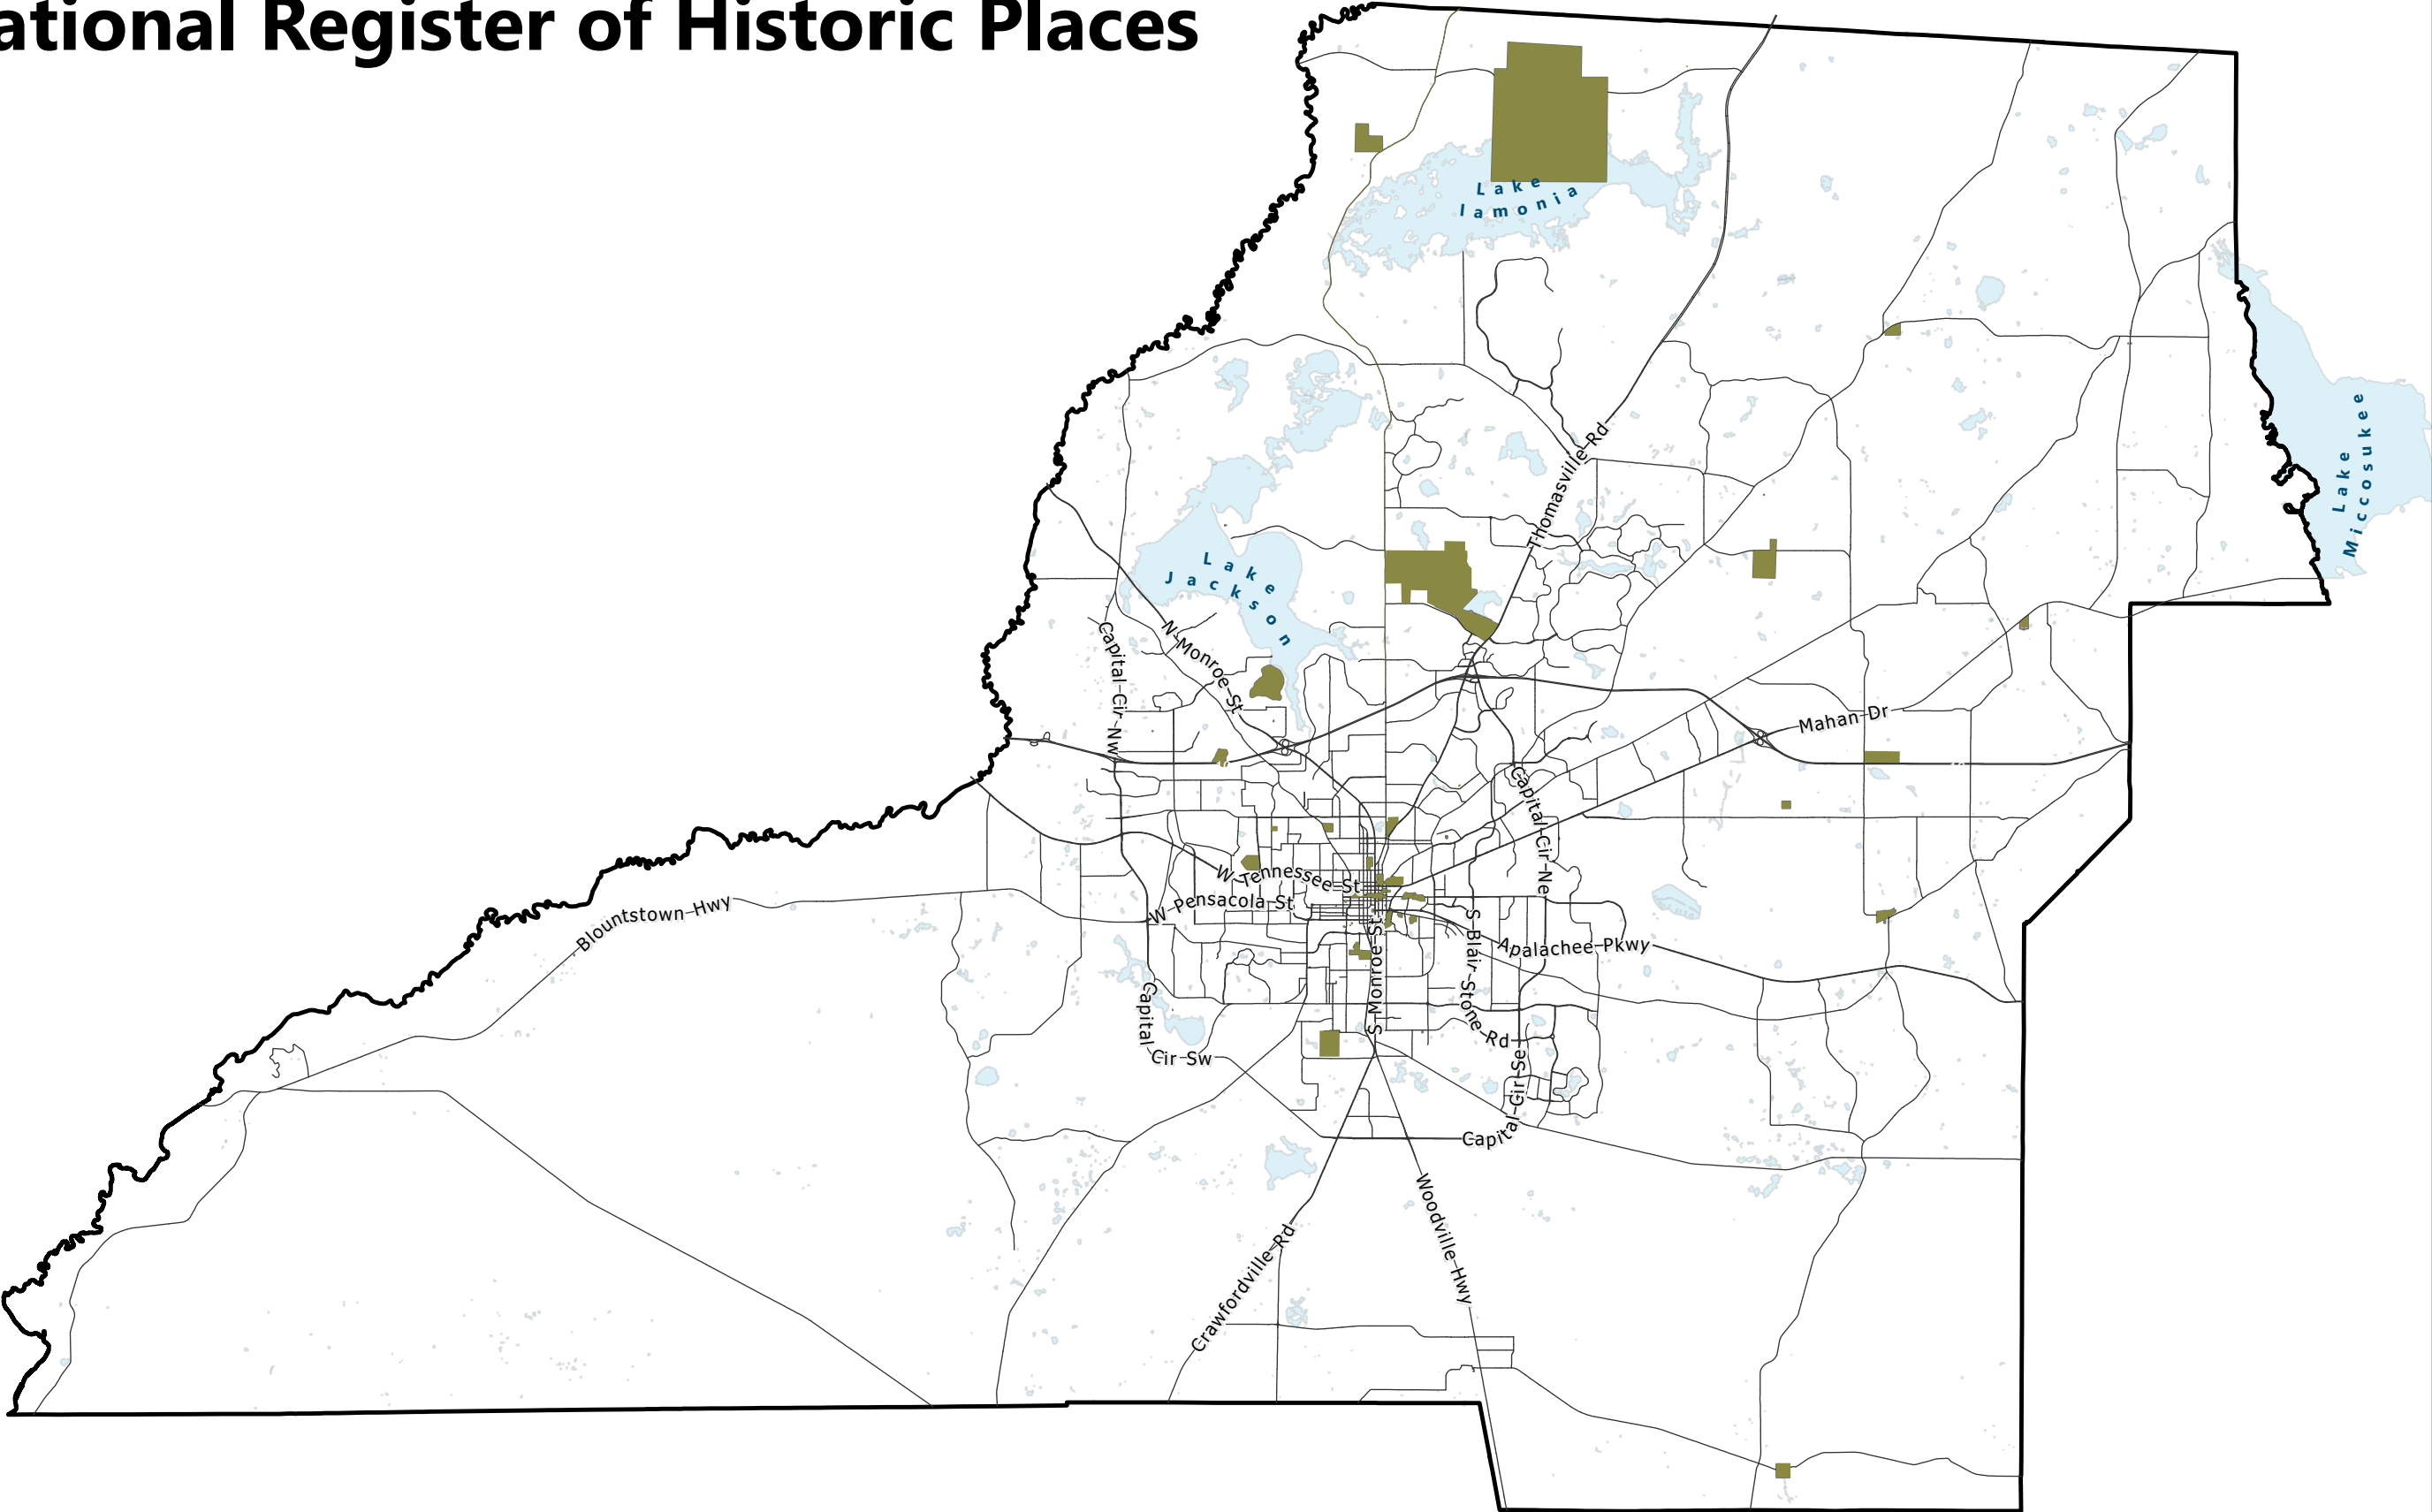 ational Register of Historic Places
Lake
Iamonia
Lake
Miccosukee
Thomasville Rd
Lake
Jackson
N Monroe St
Capital Cir Nw
Mahan Dr
Capital Cir Ne
W Tennessee St
W Pensacola St
Blountstown Hwy
Apalachee Pkwy
S Monroe St
S Blair Stone Rd
Capital Cir Sw
Capital Cir Se
Woodville Hwy
Crawfordville Rd